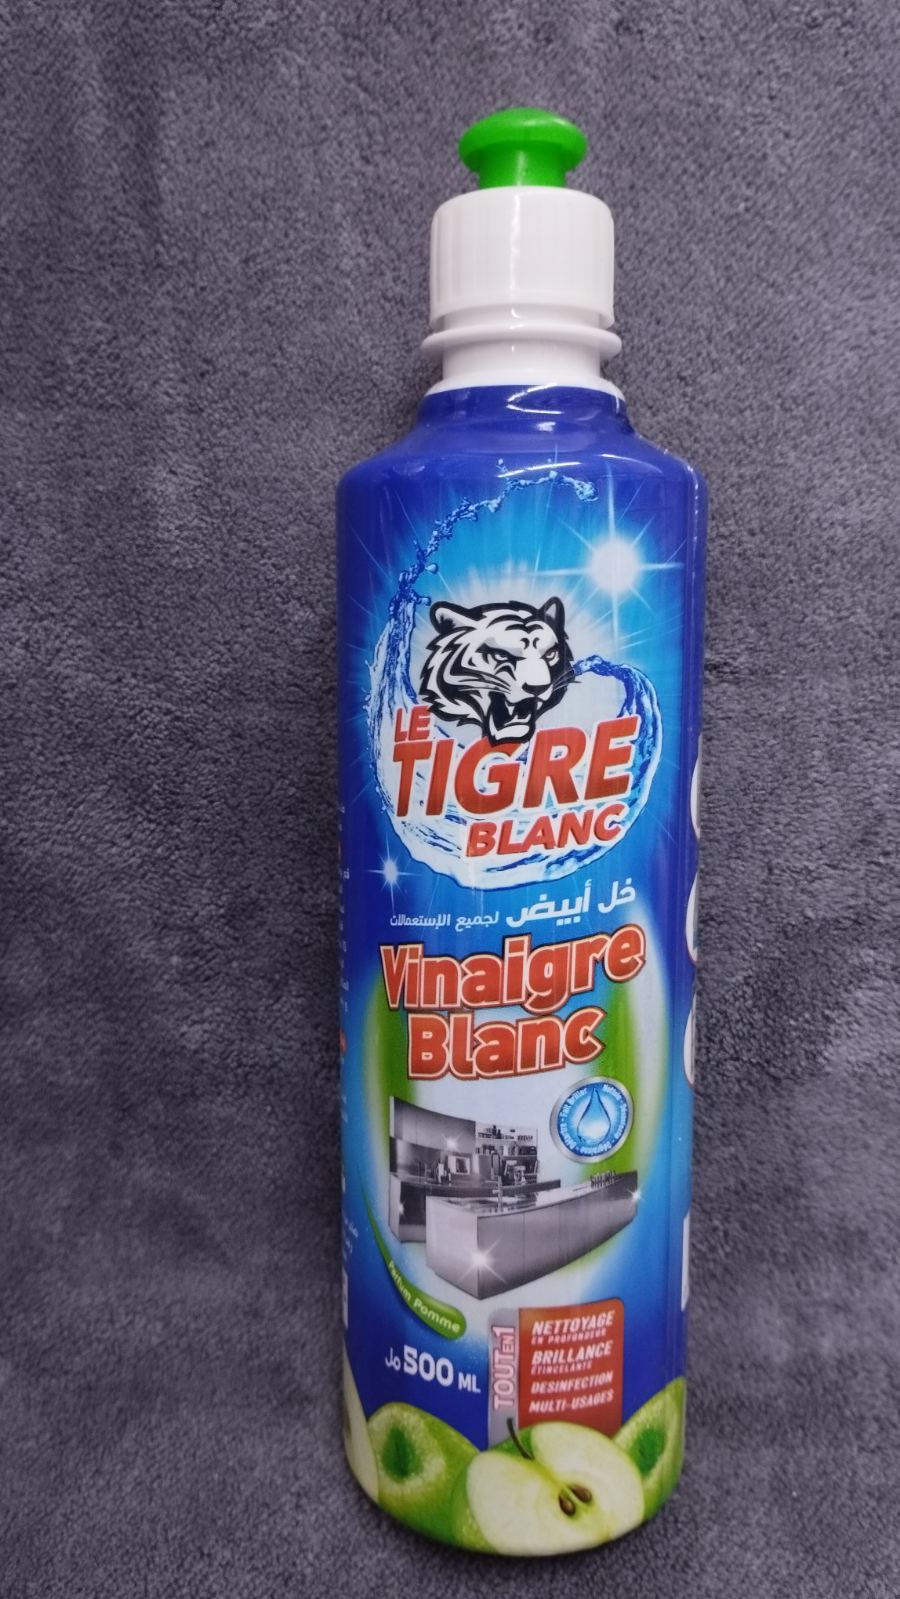 LE
TIGRE
BLANC
خل أبيض لجميع الإستعمالات
Vinaigre
Blanc
Parfum Pomme
500 ML مل
TOUT EN 1
NETTOYAGE
EN PROFONDEUR
BRILLANCE
ÉTINCELANTE
DESINFECTION
MULTI-USAGES